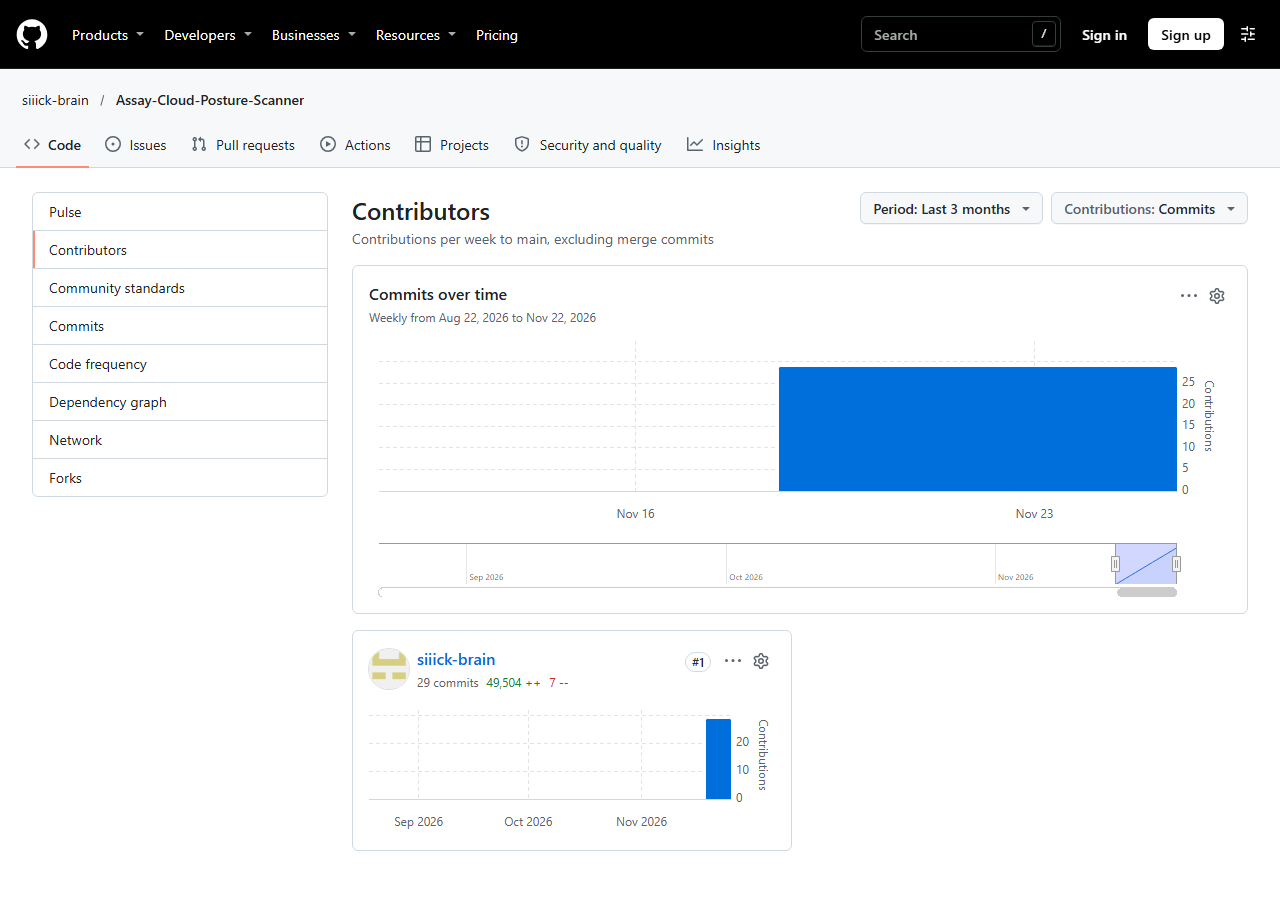 Products Developers Businesses Resources Pricing Search / Sign in Sign up
siiick-brain / Assay-Cloud-Posture-Scanner
Code Issues Pull requests Actions Projects Security and quality Insights
Pulse
Contributors
Community standards
Commits
Code frequency
Dependency graph
Network
Forks
Contributors
Contributions per week to main, excluding merge commits
Period: Last 3 months
Contributions: Commits
Commits over time
Weekly from Aug 22, 2026 to Nov 22, 2026
25
20
15
10
5
0
Contributions
Nov 16 Nov 23
Sep 2026 Oct 2026 Nov 2026
siiick-brain #1
29 commits 49,504 ++ 7 --
20
10
0
Contributions
Sep 2026 Oct 2026 Nov 2026